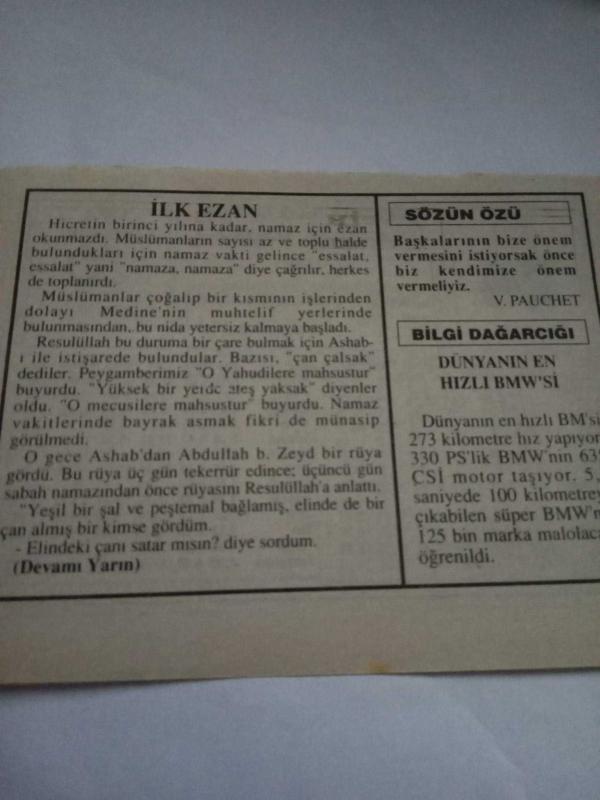 İLK EZAN
Hicretin birinci yılına kadar, namaz için ezan
okunmazdı. Müslümanların sayısı az ve toplu halde
bulundukları için namaz vakti gelince "essalat,
essalat" yani "namaza, namaza" diye çağrılır, herkes
de toplanırdı.
Müslümanlar çoğalıp bir kısmının işlerinden
dolayı Medine'nin muhtelif yerlerinde
bulunmasından, bu nida yetersiz kalmaya başladı.
Resulüllah bu duruma bir çare bulmak için Ashab-
ı ile istişarede bulundular. Bazısı, "çan çalsak"
dediler. Peygamberimiz "O Yahudilere mahsustur"
buyurdu. "Yüksek bir yerde ateş yaksak" diyenler
oldu. "O mecusilere mahsustur" buyurdu. Namaz
vakitlerinde bayrak asmak fikri de münasip
görülmedi.
O gece Ashab'dan Abdullah b. Zeyd bir rüya
gördü. Bu rüya üç gün tekerrür edince; üçüncü gün
sabah namazından önce rüyasını Resulüllah'a anlattı.
"Yeşil bir şal ve peştemal bağlamış, elinde de bir
çan almış bir kimse gördüm.
- Elindeki çanı satar mısın? diye sordum.
(Devamı Yarın)
SÖZÜN ÖZÜ
Başkalarının bize önem
vermesini istiyorsak önce
biz kendimize önem
vermeliyiz.
V. PAUCHET
BİLGİ DAĞARCIĞI
DÜNYANIN EN
HIZLI BMW'Sİ
Dünyanın en hızlı BM'si
273 kilometre hız yapıyor
330 PS'lik BMW'nin
CSİ motor taşıyor. 5,
saniyede 100 kilometrey
çıkabilen süper BMW'n
125 bin marka malolaca
öğrenildi.